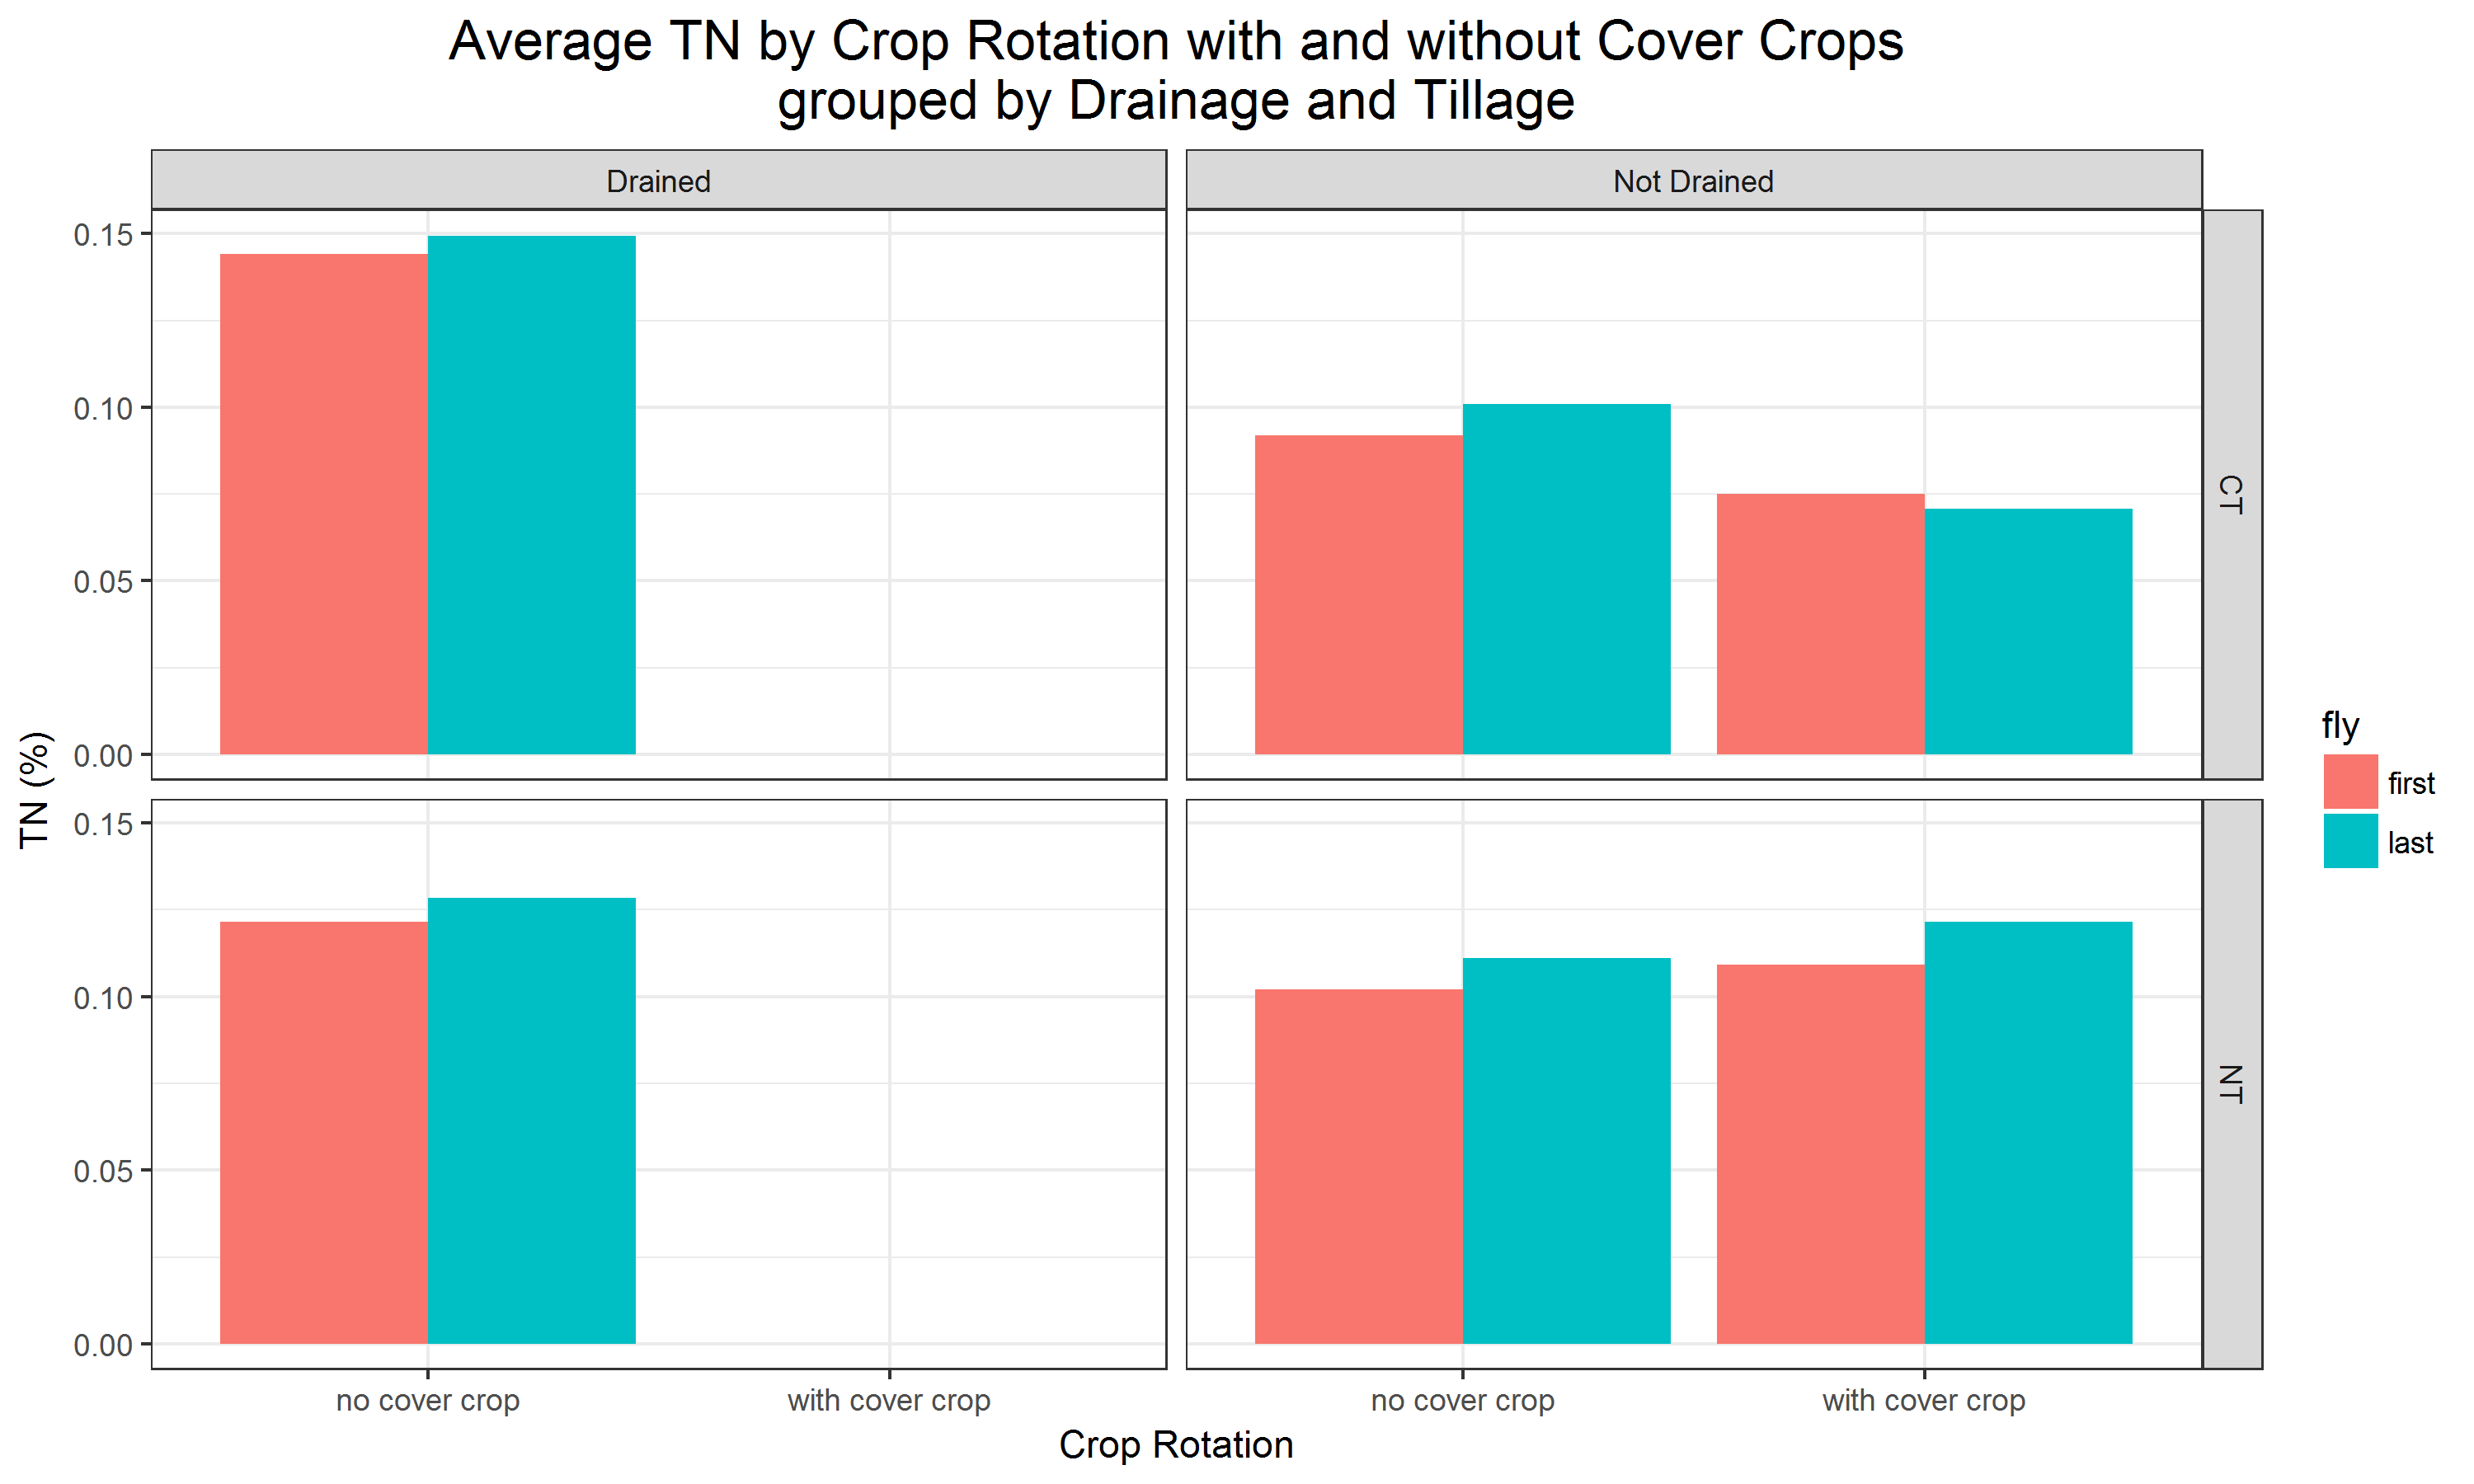 Average TN by Crop Rotation with and without Cover Crops
grouped by Drainage and Tillage
Drained
Not Drained
0.15
0.10
0.05
0.00
CT
0.15
0.10
0.05
0.00
NT
TN (%)
no cover crop
with cover crop
no cover crop
with cover crop
Crop Rotation
fly
first
last